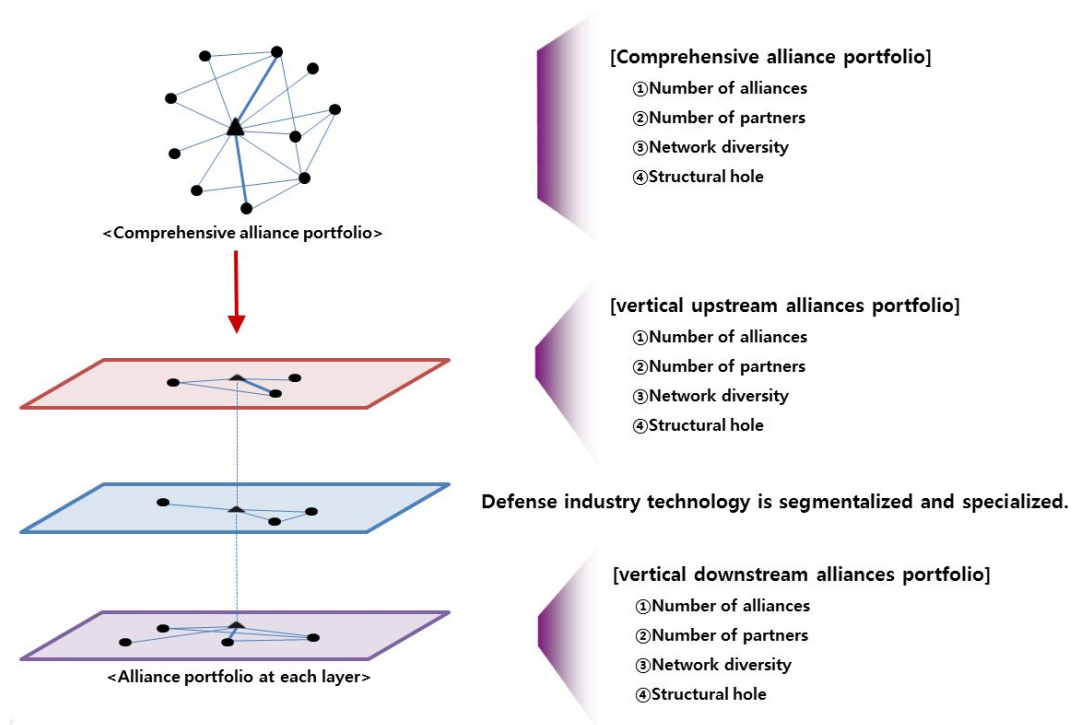 [Comprehensive alliance portfolio]
①Number of alliances
②Number of partners
③Network diversity
④Structural hole
<Comprehensive alliance portfolio>
[vertical upstream alliances portfolio]
①Number of alliances
②Number of partners
③Network diversity
④Structural hole
Defense industry technology is segmentalized and specialized.
[vertical downstream alliances portfolio]
①Number of alliances
②Number of partners
③Network diversity
④Structural hole
<Alliance portfolio at each layer>